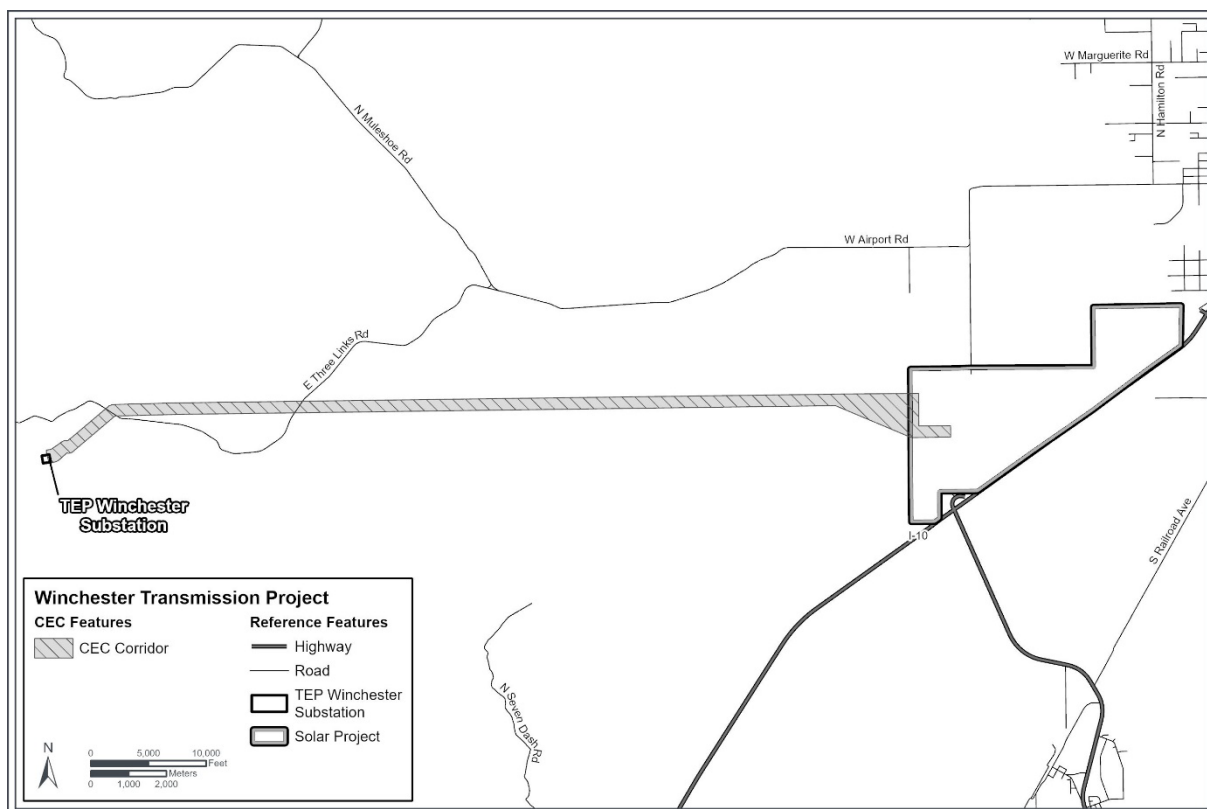 W Marguerite Rd
N Hamilton Rd
N Muleshoe Rd
W Airport Rd
E Three Links Rd
TEP Winchester
Substation
I-10
S Railroad Ave
N Seven Dash Rd
Winchester Transmission Project
CEC Features
CEC Corridor
Reference Features
Highway
Road
TEP Winchester
Substation
Solar Project
N
0 5,000 10,000
Feet
Meters
0 1,000 2,000